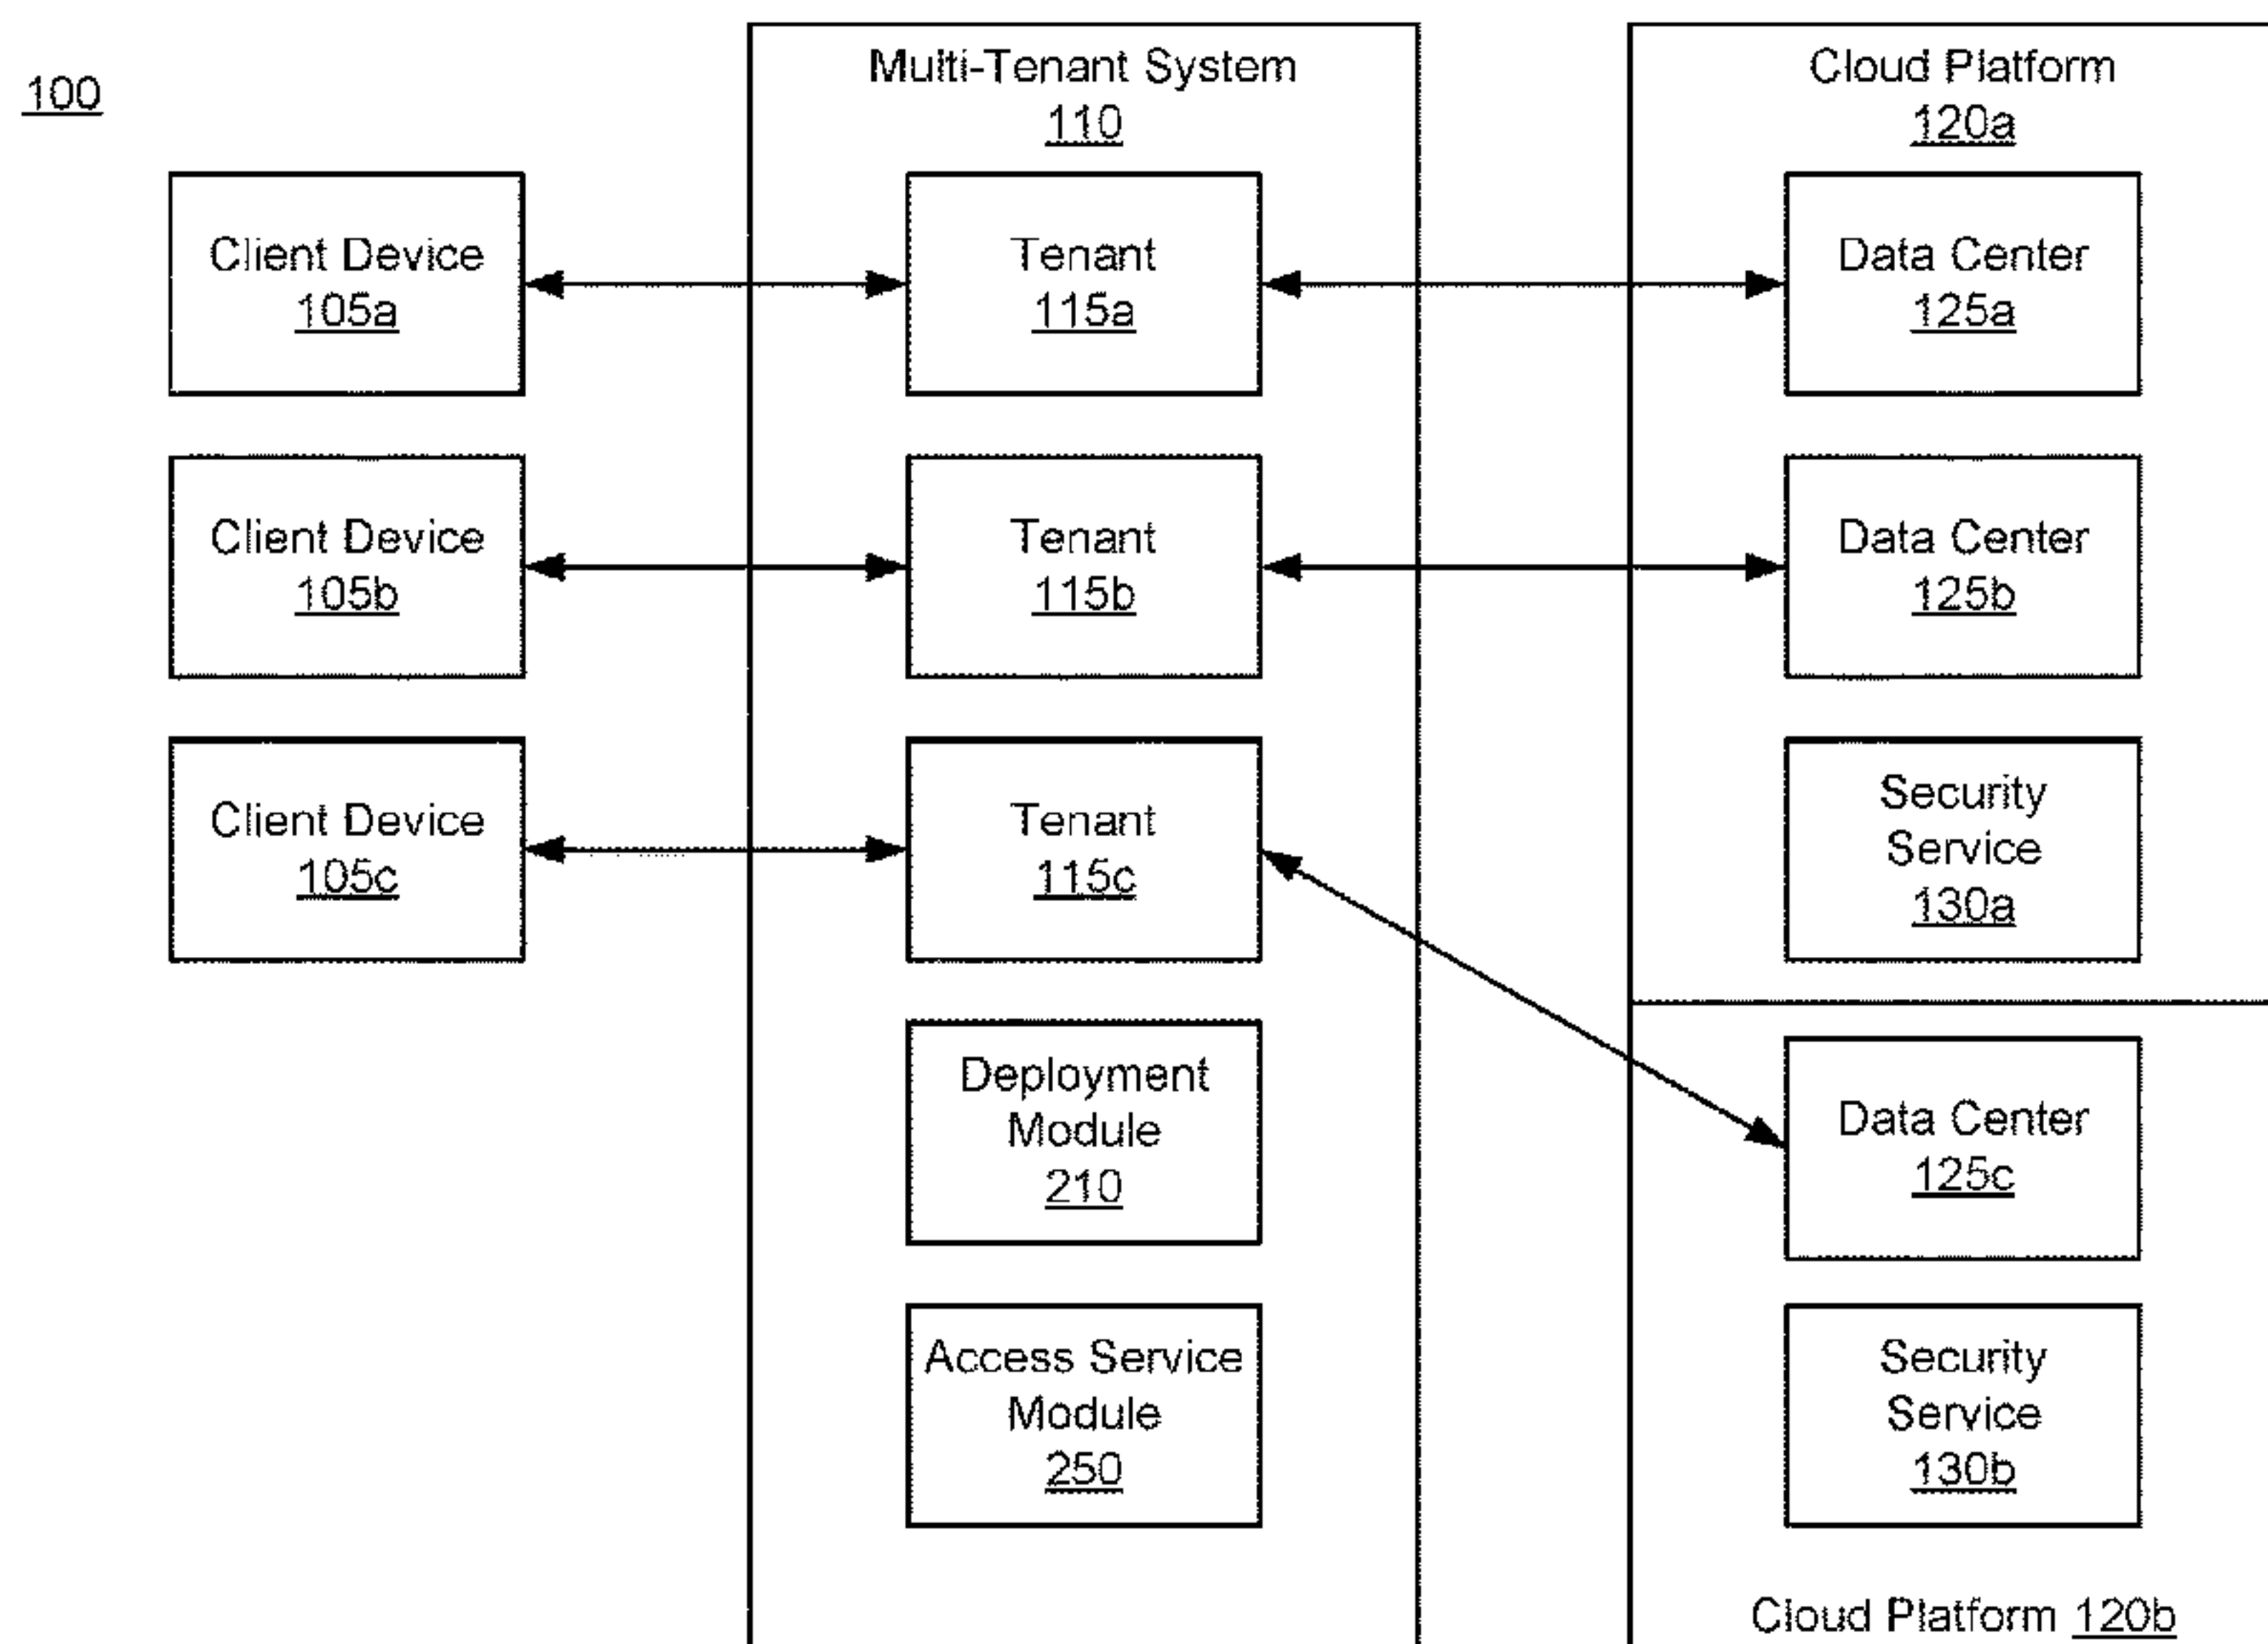 100
Multi-Tenant System
110
Cloud Platform
120a
Client Device
105a
Tenant
115a
Data Center
125a
Client Device
105b
Tenant
115b
Data Center
125b
Client Device
105c
Tenant
115c
Security
Service
130a
Deployment
Module
210
Data Center
125c
Access Service
Module
250
Security
Service
130b
Cloud Platform 120b